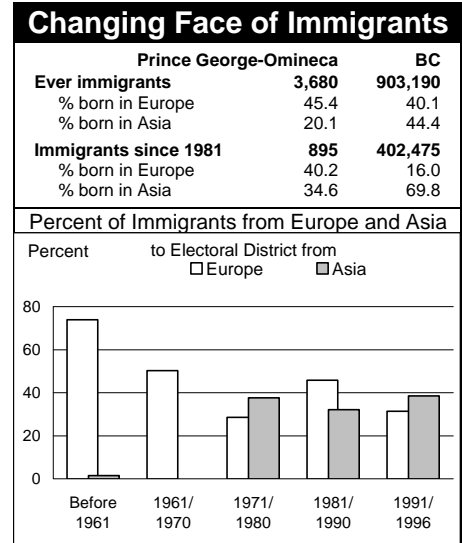 Changing Face of Immigrants
Prince George-Omineca BC
Ever immigrants 3,680 903,190
% born in Europe 45.4 40.1
% born in Asia 20.1 44.4
Immigrants since 1981 895 402,475
% born in Europe 40.2 16.0
% born in Asia 34.6 69.8
Percent of Immigrants from Europe and Asia
Percent to Electoral District from
Europe Asia
80
60
40
20
0
Before 1961/ 1971/ 1981/ 1991/
1961 1970 1980 1990 1996